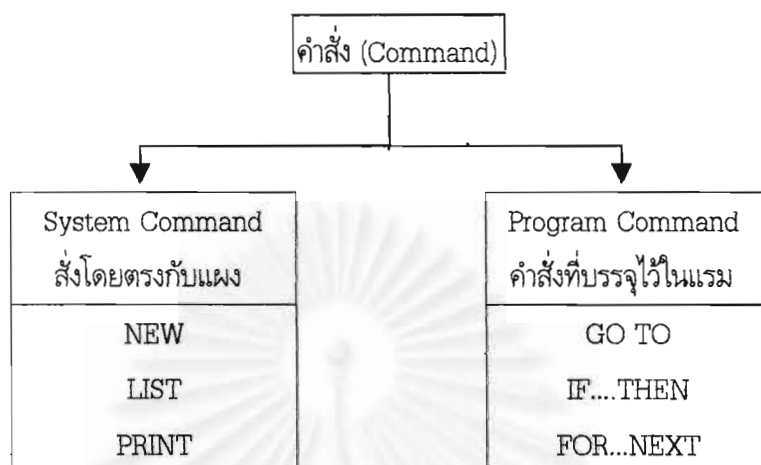 คำสั่ง (Command)
System Command
สั่งโดยตรงกับแผง
NEW
LIST
PRINT
Program Command
คำสั่งที่บรรจุไว้ในแรม
GO TO
IF....THEN
FOR...NEXT